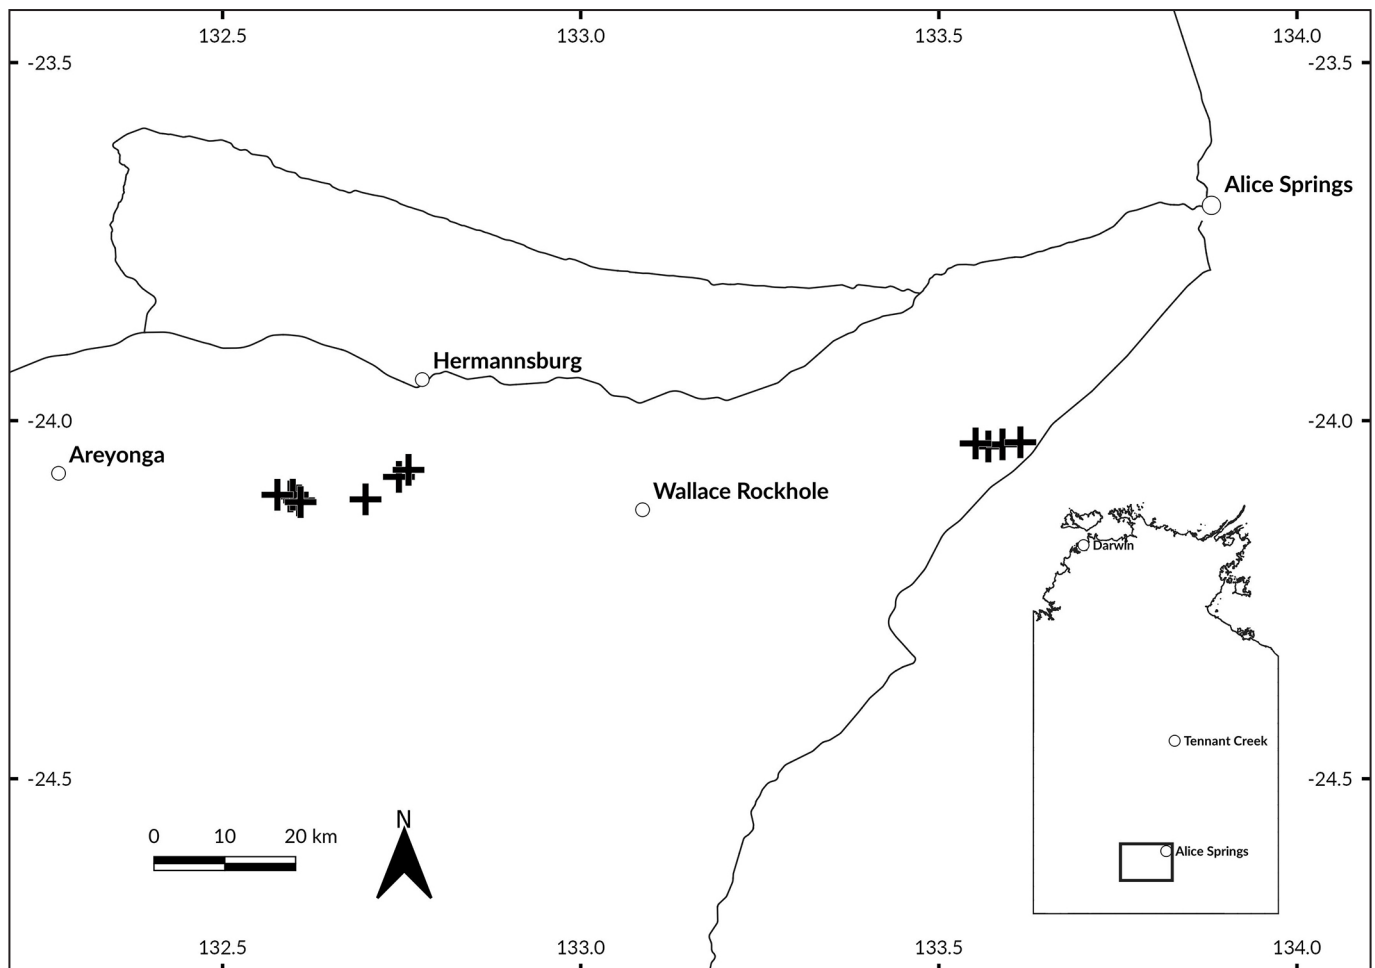 132.5 133.0 133.5 134.0
-23.5 -23.5
Alice Springs
Hermannsburg
-24.0 -24.0
Areyonga
Wallace Rockhole
Darwin
Tennant Creek
-24.5 -24.5
N
0 10 20 km
Alice Springs
132.5 133.0 133.5 134.0